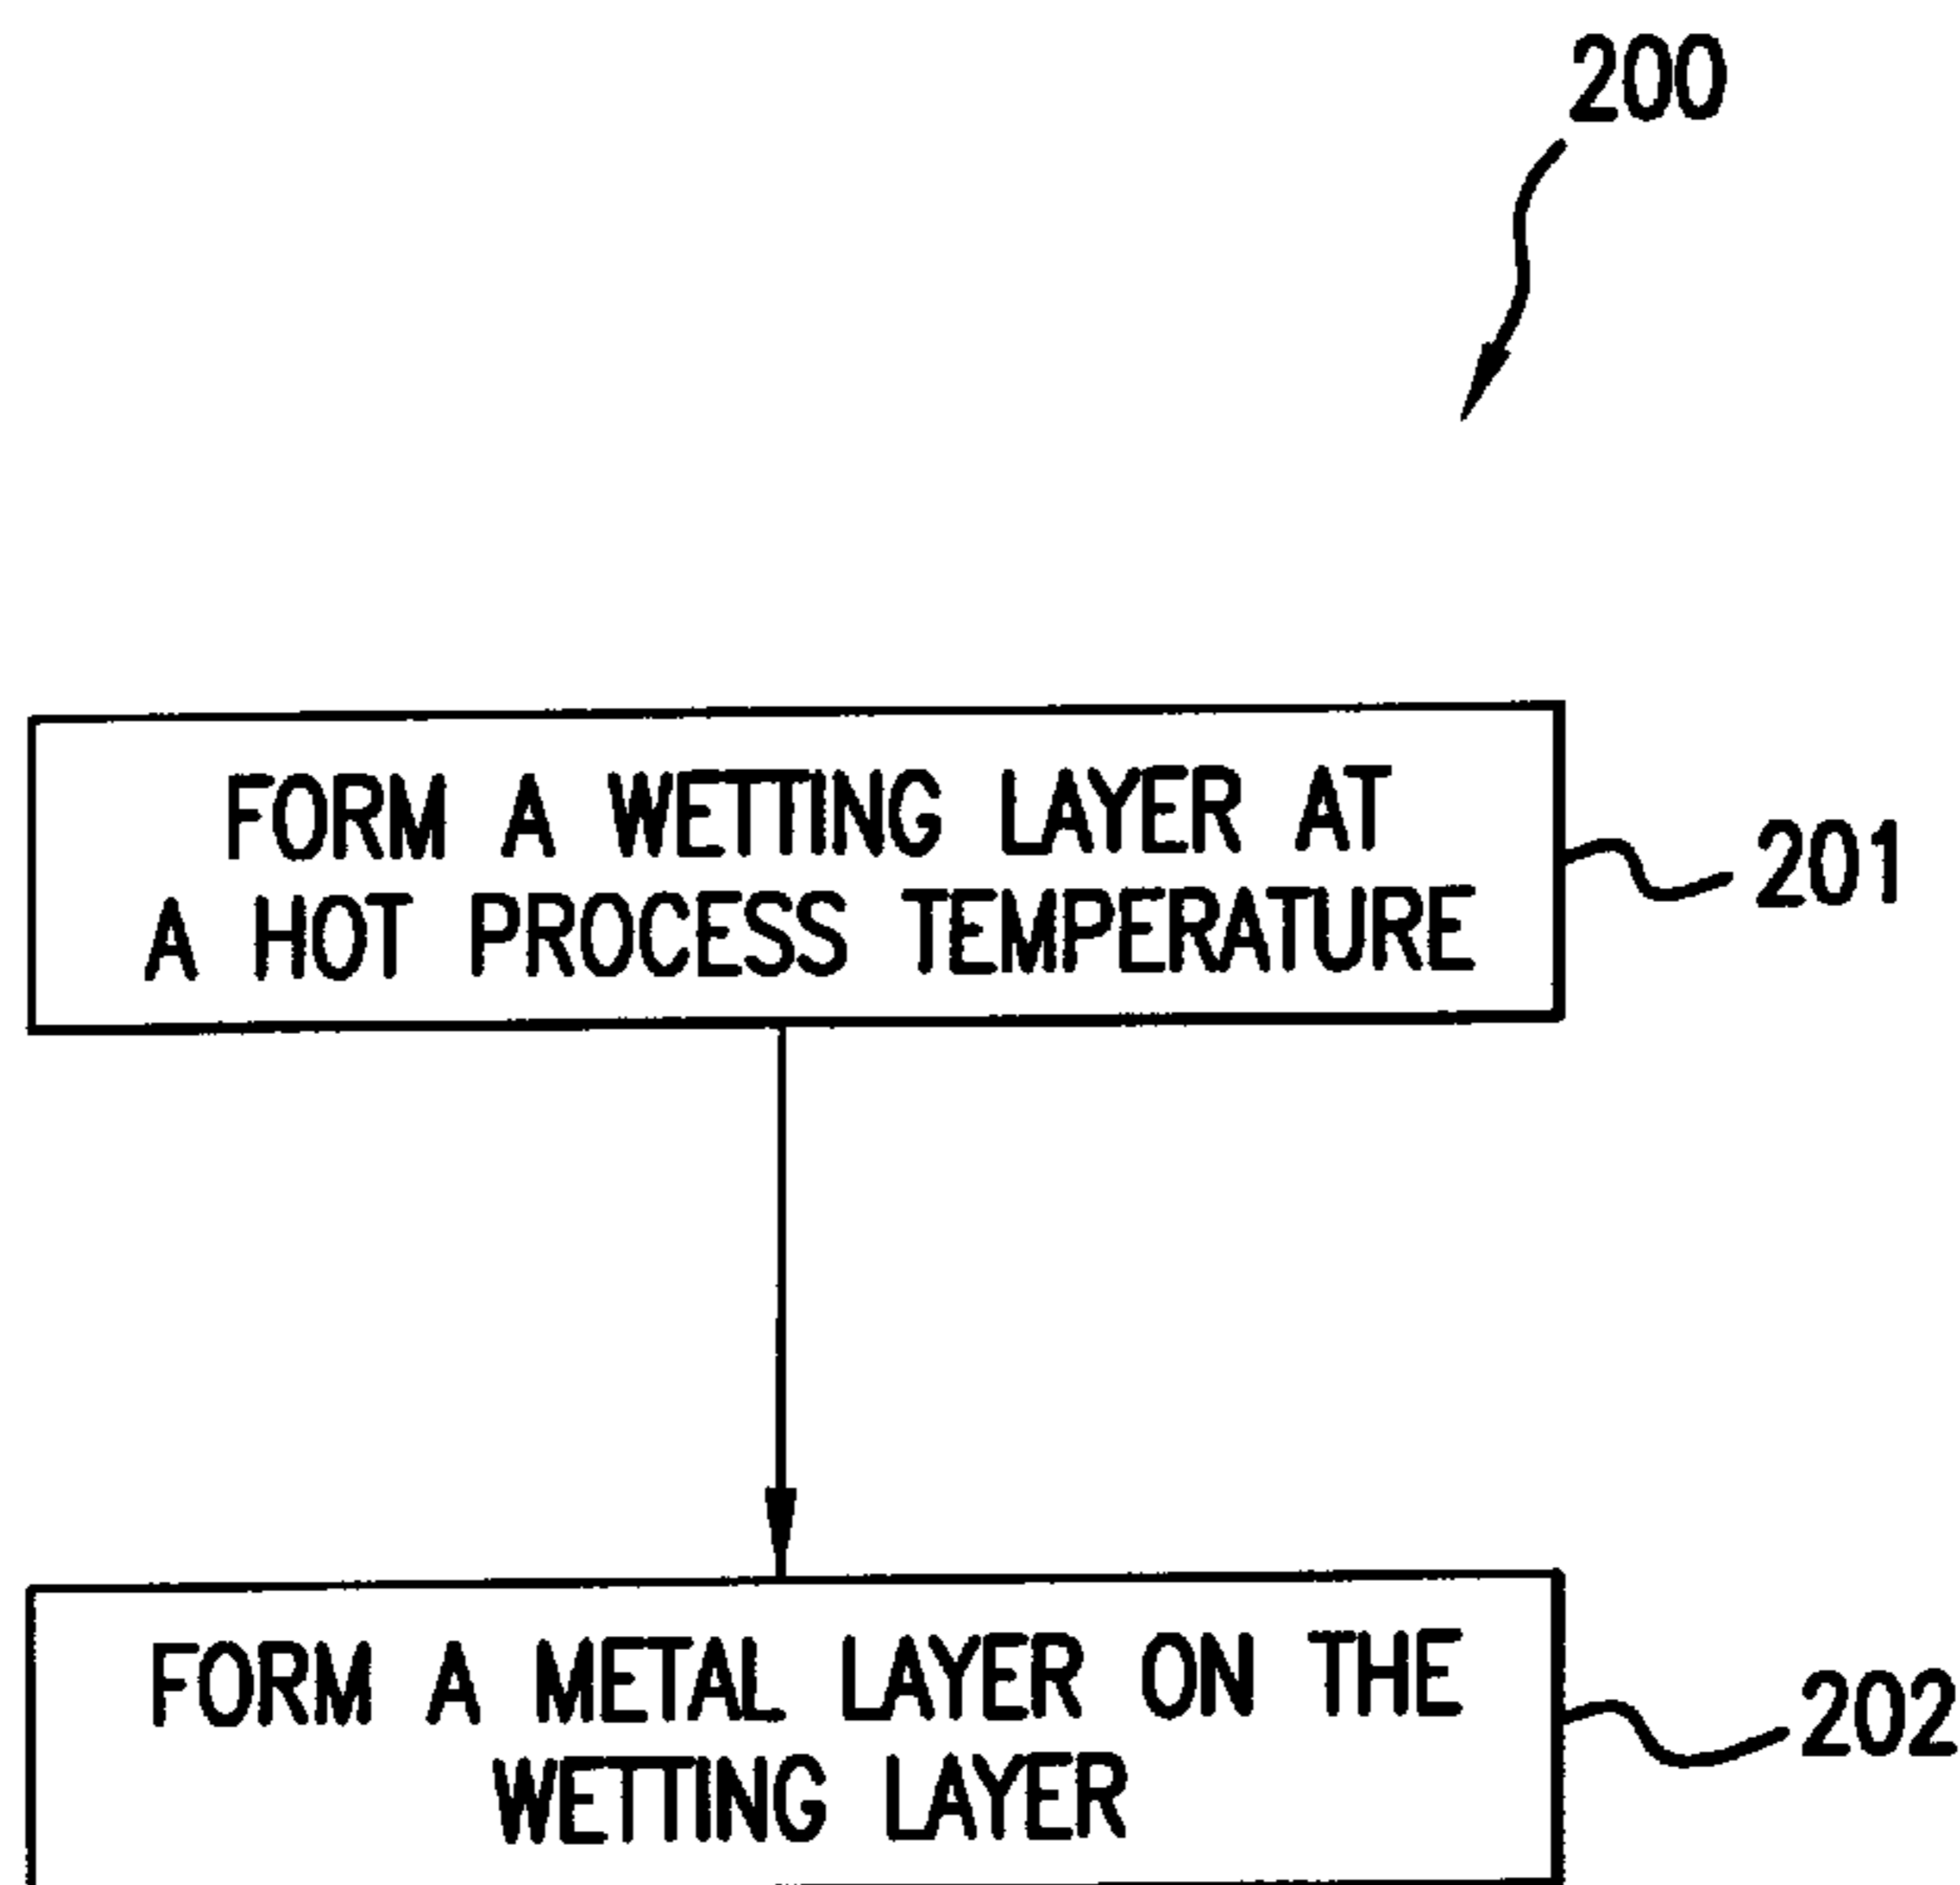 200
FORM A WETTING LAYER AT
A HOT PROCESS TEMPERATURE
201
FORM A METAL LAYER ON THE
WETTING LAYER
202